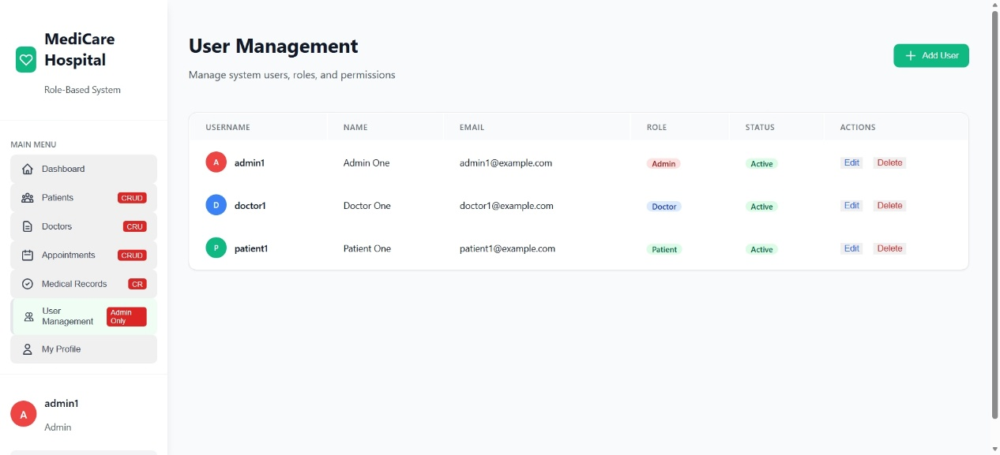 MediCare
Hospital
Role-Based System
MAIN MENU
Dashboard
Patients CRUD
Doctors CRU
Appointments CRUD
Medical Records CR
User
Management
Admin
Only
My Profile
A
admin1
Admin
User Management
Manage system users, roles, and permissions
Add User
USERNAME NAME EMAIL ROLE STATUS ACTIONS
A admin1 Admin One admin1@example.com Admin Active Edit Delete
D doctor1 Doctor One doctor1@example.com Doctor Active Edit Delete
P patient1 Patient One patient1@example.com Patient Active Edit Delete